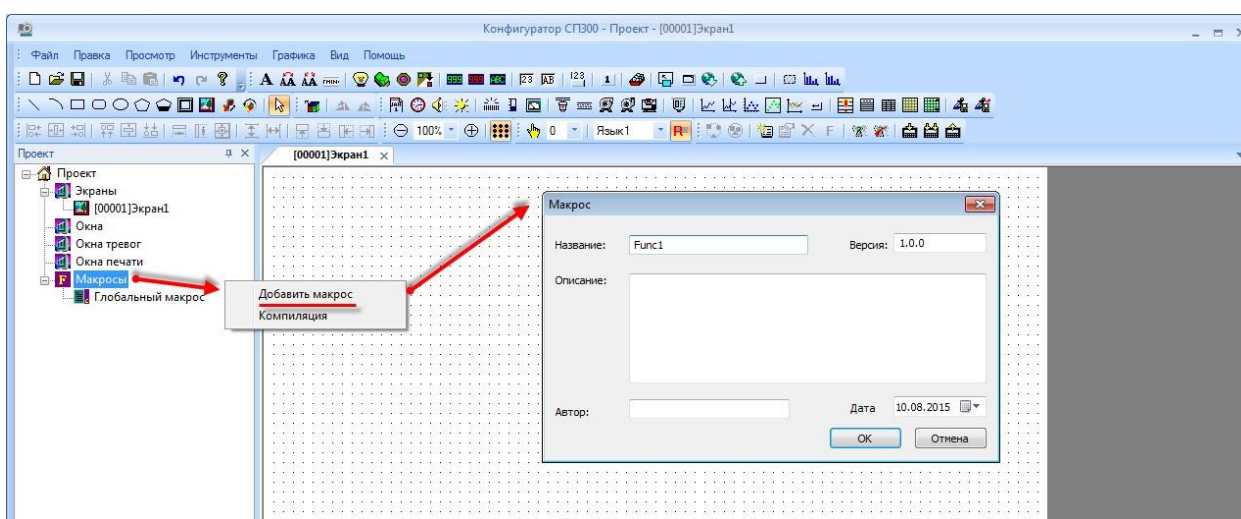 Конфигуратор СП300 - Проект - [00001]Экран1
Файл Правка Просмотр Инструменты Графика Вид Помощь
100% 0 Язык1 R F
Проект
[00001]Экран1
Проект
Экраны
[00001]Экран1
Окна
Окна тревог
Окна печати
F Макросы
Глобальный макрос
Добавить макрос
Компиляция
Макрос
Название: Func1 Версия: 1.0.0
Описание:
Автор: Дата 10.08.2015
OK Отмена